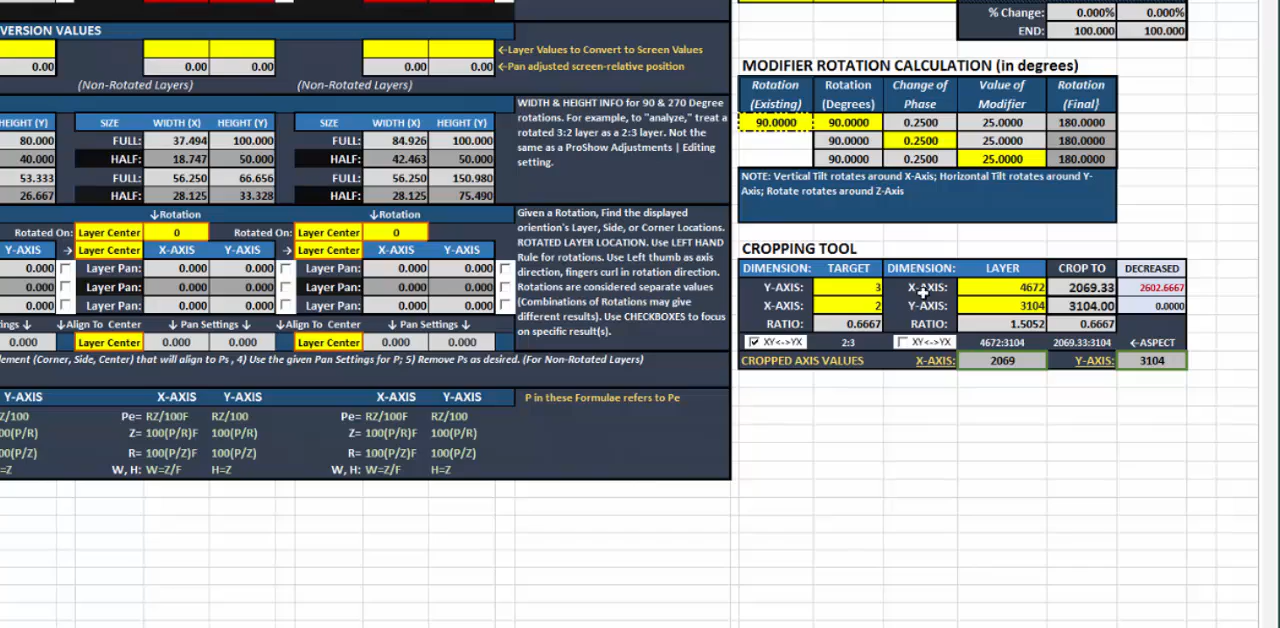 % Change: 0.000% 0.000%
END: 100.000 100.000
VERSION VALUES
←Layer Values to Convert to Screen Values
0.00 0.00 0.00 0.00 0.00 ←Pan adjusted screen-relative position
(Non-Rotated Layers) (Non-Rotated Layers)
HEIGHT (Y) SIZE WIDTH (X) HEIGHT (Y) SIZE WIDTH (X) HEIGHT (Y)
80.000 FULL: 37.494 100.000 FULL: 84.926 100.000
40.000 HALF: 18.747 50.000 HALF: 42.463 50.000
53.333 FULL: 56.250 66.656 FULL: 56.250 150.980
26.667 HALF: 28.125 33.328 HALF: 28.125 75.490
WIDTH & HEIGHT INFO for 90 & 270 Degree
rotations. For example, to "analyze," treat a
rotated 3:2 layer as a 2:3 layer. Not the
same as a ProShow Adjustments | Editing
setting.
↓Rotation ↓Rotation
Rotated On: Layer Center 0 Rotated On: Layer Center 0
Y-AXIS → Layer Center X-AXIS Y-AXIS → Layer Center X-AXIS Y-AXIS
0.000 Layer Pan: 0.000 0.000 Layer Pan: 0.000 0.000
0.000 Layer Pan: 0.000 0.000 Layer Pan: 0.000 0.000
0.000 Layer Pan: 0.000 0.000 Layer Pan: 0.000 0.000
ings ↓ ↓Align To Center ↓ Pan Settings ↓ ↓Align To Center ↓ Pan Settings ↓
0.000 Layer Center 0.000 0.000 Layer Center 0.000 0.000
Given a Rotation, Find the displayed
oriention's Layer, Side, or Corner Locations.
ROTATED LAYER LOCATION. Use LEFT HAND
Rule for rotations. Use Left thumb as axis
direction, fingers curl in rotation direction.
Rotations are considered separate values
(Combinations of Rotations may give
different results). Use CHECKBOXES to focus
on specific result(s).
lement (Corner, Side, Center) that will align to Ps , 4) Use the given Pan Settings for P; 5) Remove Ps as desired. (For Non-Rotated Layers)
Y-AXIS X-AXIS Y-AXIS X-AXIS Y-AXIS P in these Formulae refers to Pe
RZ/100 Pe= RZ/100F RZ/100 Pe= RZ/100F RZ/100
00(P/R) Z= 100(P/R)F 100(P/R) Z= 100(P/R)F 100(P/R)
00(P/Z) R= 100(P/Z)F 100(P/Z) R= 100(P/Z)F 100(P/Z)
=Z W, H: W=Z/F H=Z W, H: W=Z/F H=Z
MODIFIER ROTATION CALCULATION (in degrees)
Rotation Rotation Change of Value of Rotation
(Existing) (Degrees) Phase Modifier (Final}
90.0000 90.0000 0.2500 25.0000 180.0000
90.0000 0.2500 25.0000 180.0000
90.0000 0.2500 25.0000 180.0000
NOTE: Vertical Tilt rotates around X-Axis; Horizontal Tilt rotates around Y-
Axis; Rotate rotates around Z-Axis
CROPPING TOOL
DIMENSION: TARGET DIMENSION: LAYER CROP TO DECREASED
Y-AXIS: 3 X-AXIS: 4672 2069.33 2602.6667
X-AXIS: 2 Y-AXIS: 3104 3104.00 0.0000
RATIO: 0.6667 RATIO: 1.5052 0.6667
XY<->YX 2:3 XY<->YX 4672:3104 2069.33:3104 ←ASPECT
CROPPED AXIS VALUES X-AXIS: 2069 Y-AXIS: 3104